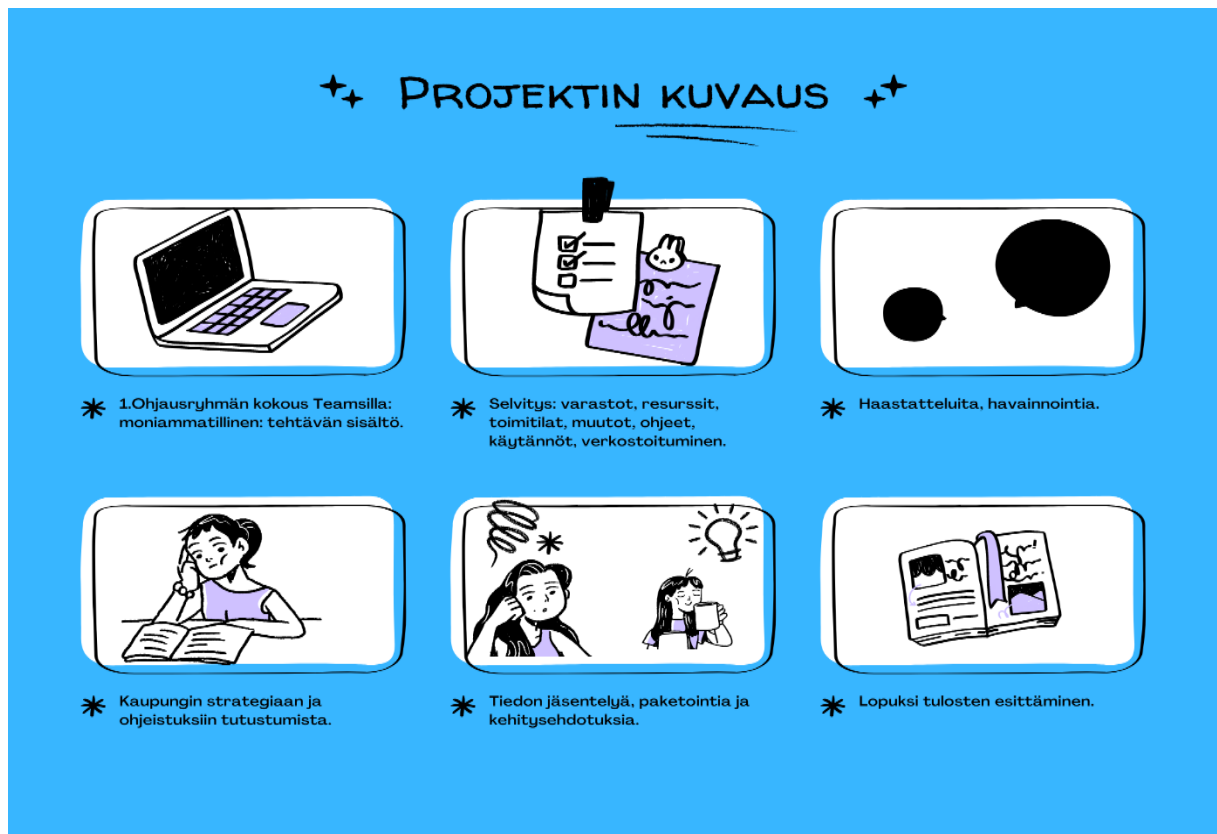 PROJEKTIN KUVAUS
1.Ohjausryhmän kokous Teamsilla:
moniammatillinen: tehtävän sisältö.
Selvitys: varastot, resurssit,
toimitilat, muutot, ohjeet,
käytännöt, verkostoituminen.
Haastatteluita, havainnointia.
Kaupungin strategiaan ja
ohjeistuksiin tutustumista.
Tiedon jäsentelyä, paketointia ja
kehitysehdotuksia.
Lopuksi tulosten esittäminen.